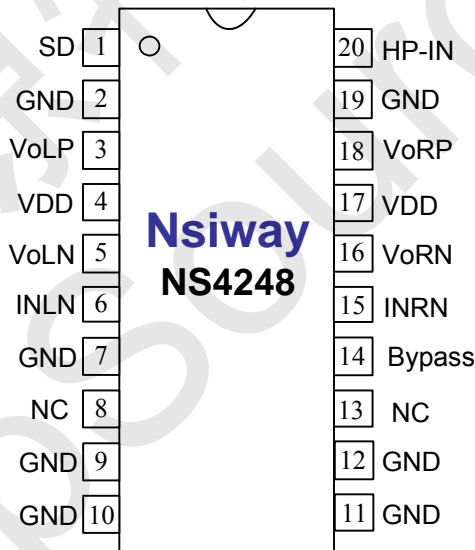 SD 1 20 HP-IN
GND 2 19 GND
VoLP 3 18 VoRP
VDD 4 17 VDD
VoLN 5 16 VoRN
INLN 6 15 INRN
GND 7 14 Bypass
NC 8 13 NC
GND 9 12 GND
GND 10 11 GND
Nsiway
NS4248